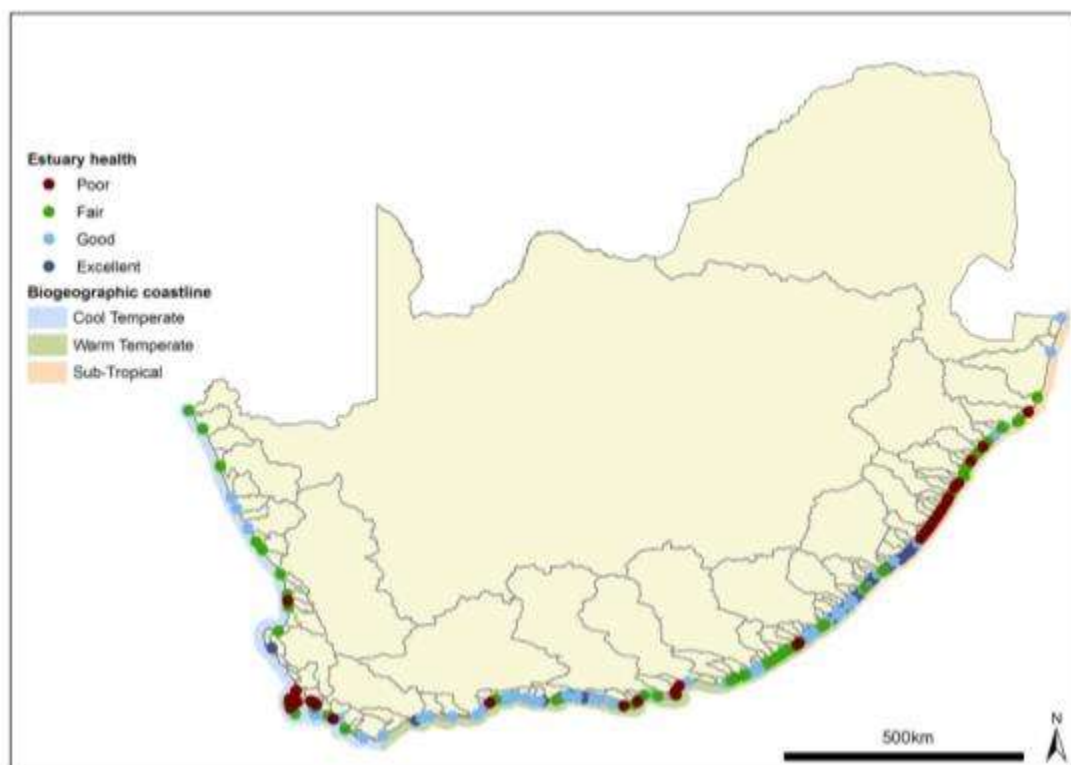 Estuary health
Poor
Fair
Good
Excellent
Biogeographic coastline
Cool Temperate
Warm Temperate
Sub-Tropical
N
500km